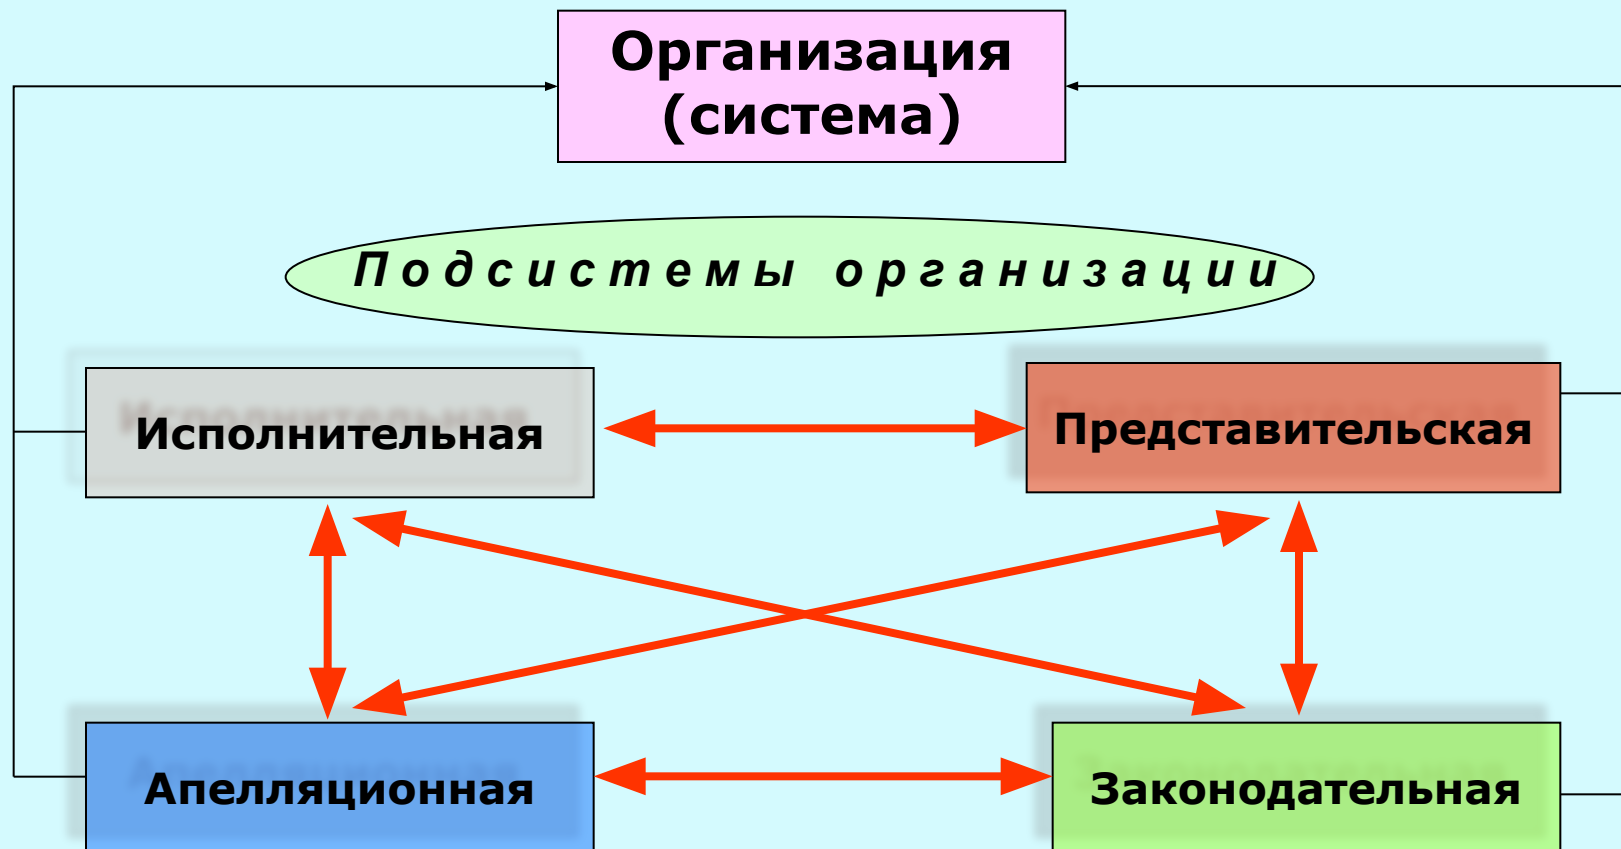 Организация
(система)
Подсистемы организации
Исполнительная
Представительская
Апелляционная
Законодательная